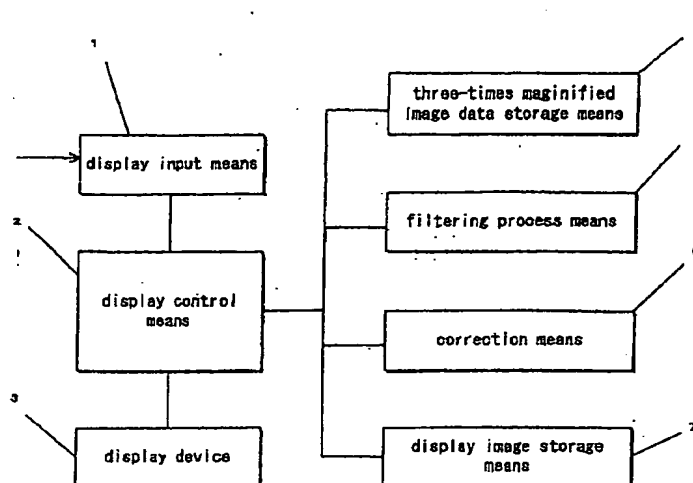 1
three-times maginified
image data storage means
display input means
filtering process means
2
display control
means
correction means
3
display device
display image storage
means
7